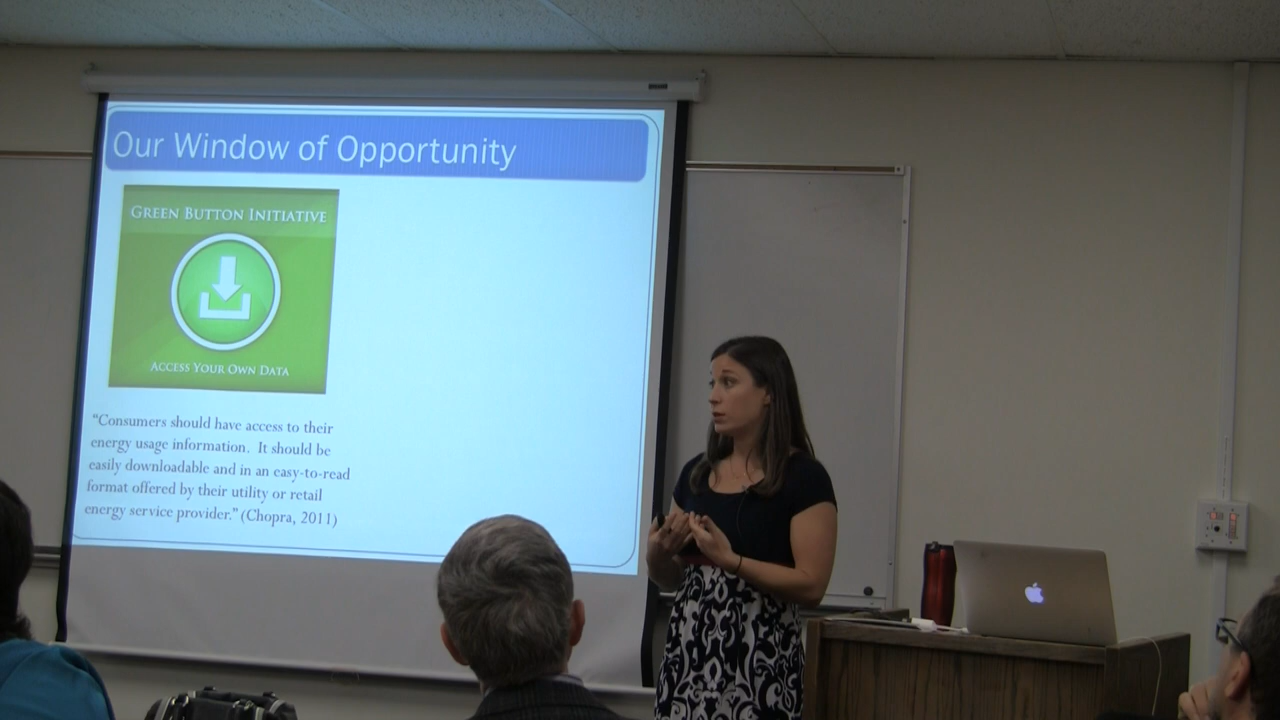 Our Window of Opportunity
GREEN BUTTON INITIATIVE
ACCESS YOUR OWN DATA
"Consumers should have access to their
energy usage information. It should be
easily downloadable and in an easy-to-read
format offered by their utility or retail
energy service provider." (Chopra, 2011)